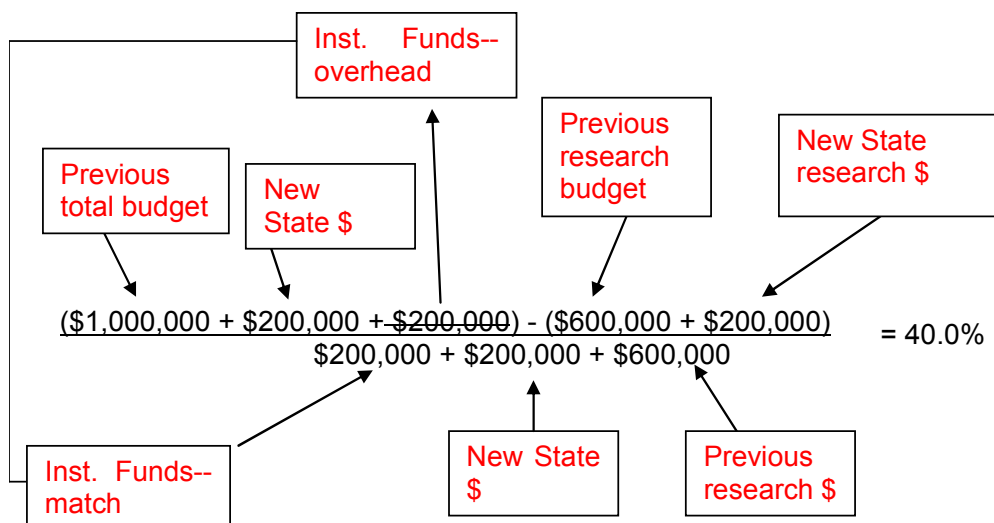 Inst. Funds--
overhead
Previous
research
budget
New State
research $
Previous
total budget
New
State $
($1,000,000 + $200,000 + $200,000) - ($600,000 + $200,000)
= 40.0%
$200,000 + $200,000 + $600,000
Inst. Funds--
match
New State
$
Previous
research $